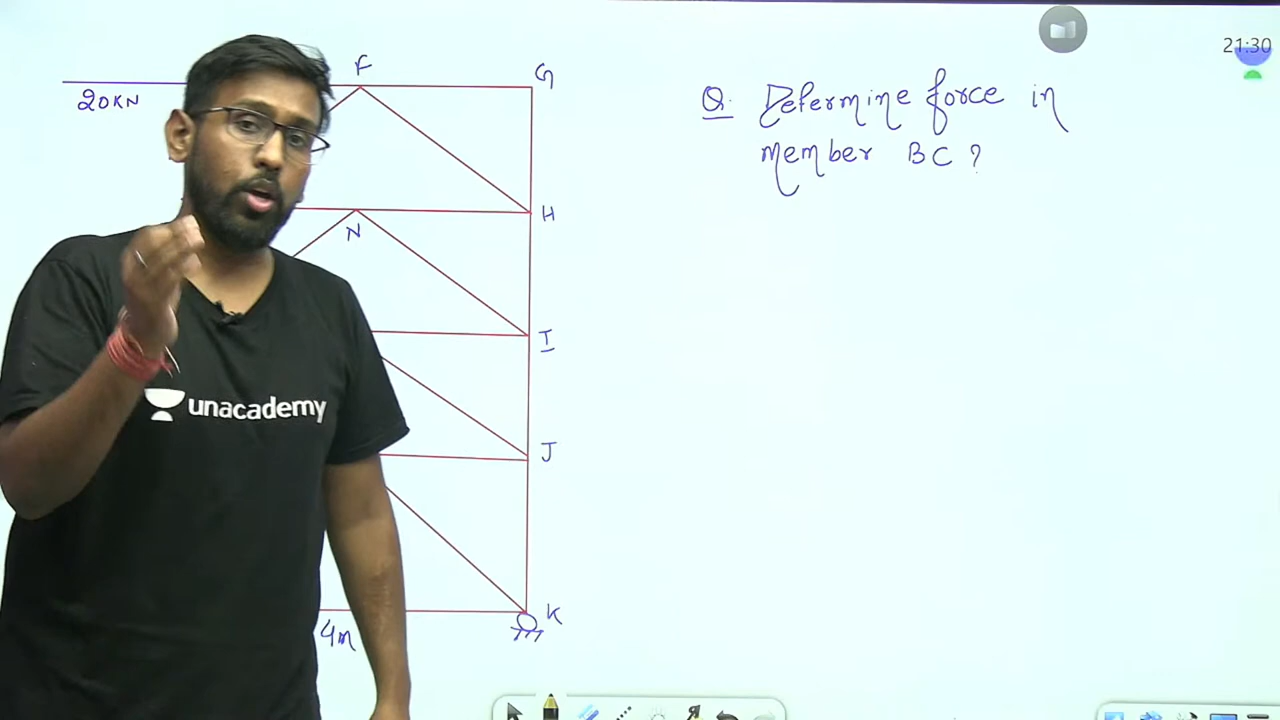 21:30
20KN
F
G
Q. Determine force in
member BC ?
H
N
I
unacademy
J
K
4m